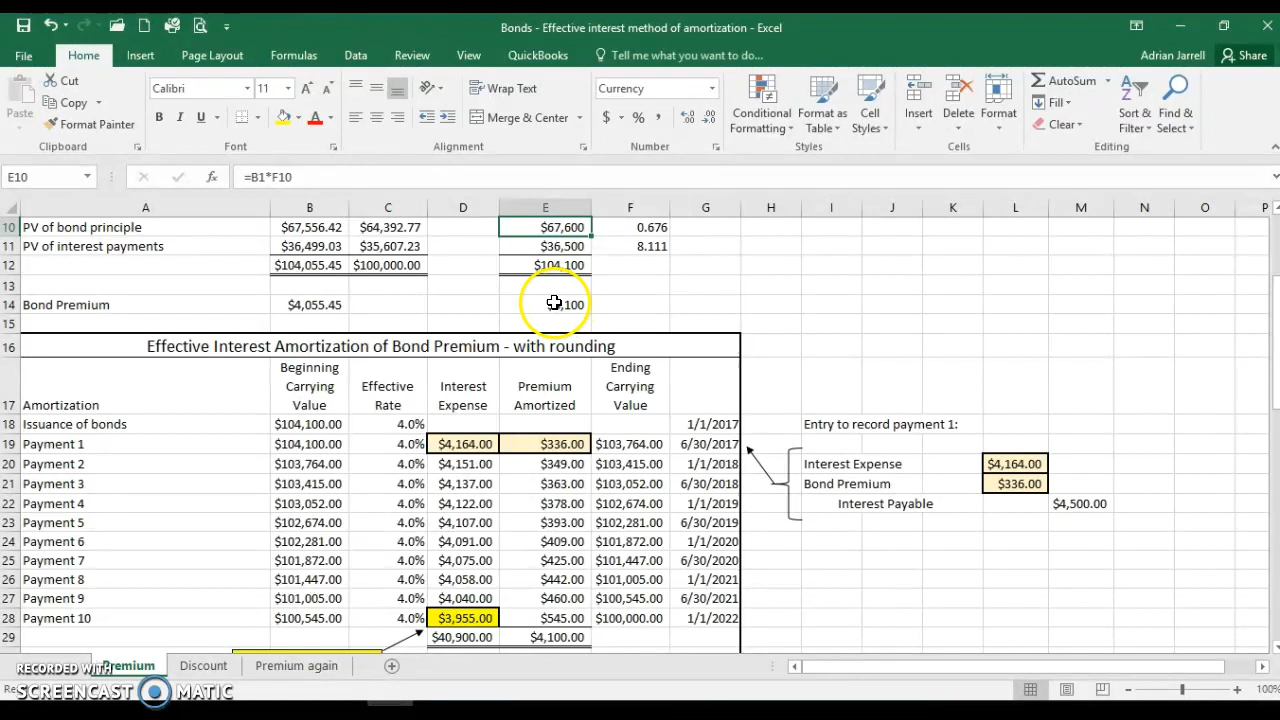 Bonds - Effective interest method of amortization - Excel
File Home Insert Page Layout Formulas Data Review View QuickBooks Tell me what you want to do... Adrian Jarrell Share
Paste Cut Copy Format Painter Clipboard
Calibri 11 B I U A Font
Wrap Text Merge & Center Alignment
Currency $ % , Number
Conditional Formatting Format as Table Cell Styles Styles
Insert Delete Format Cells
AutoSum Fill Clear Sort & Filter Find & Select Editing
E10 fx =B1*F10
A B C D E F G H I J K L M N O P
10 PV of bond principle $67,556.42 $64,392.77 $67,600 0.676
11 PV of interest payments $36,499.03 $35,607.23 $36,500 8.111
12 $104,055.45 $100,000.00 $104,100
13
14 Bond Premium $4,055.45 ,100
15
16 Effective Interest Amortization of Bond Premium - with rounding
17 Amortization Beginning Carrying Value Effective Rate Interest Expense Premium Amortized Ending Carrying Value
18 Issuance of bonds $104,100.00 4.0% 1/1/2017 Entry to record payment 1:
19 Payment 1 $104,100.00 4.0% $4,164.00 $336.00 $103,764.00 6/30/2017
20 Payment 2 $103,764.00 4.0% $4,151.00 $349.00 $103,415.00 1/1/2018 Interest Expense $4,164.00
21 Payment 3 $103,415.00 4.0% $4,137.00 $363.00 $103,052.00 6/30/2018 Bond Premium $336.00
22 Payment 4 $103,052.00 4.0% $4,122.00 $378.00 $102,674.00 1/1/2019 Interest Payable $4,500.00
23 Payment 5 $102,674.00 4.0% $4,107.00 $393.00 $102,281.00 6/30/2019
24 Payment 6 $102,281.00 4.0% $4,091.00 $409.00 $101,872.00 1/1/2020
25 Payment 7 $101,872.00 4.0% $4,075.00 $425.00 $101,447.00 6/30/2020
26 Payment 8 $101,447.00 4.0% $4,058.00 $442.00 $101,005.00 1/1/2021
27 Payment 9 $101,005.00 4.0% $4,040.00 $460.00 $100,545.00 6/30/2021
28 Payment 10 $100,545.00 4.0% $3,955.00 $545.00 $100,000.00 1/1/2022
29 $40,900.00 $4,100.00
Premium Discount Premium again
RECORDED WITH
SCREENCAST MATIC
100%